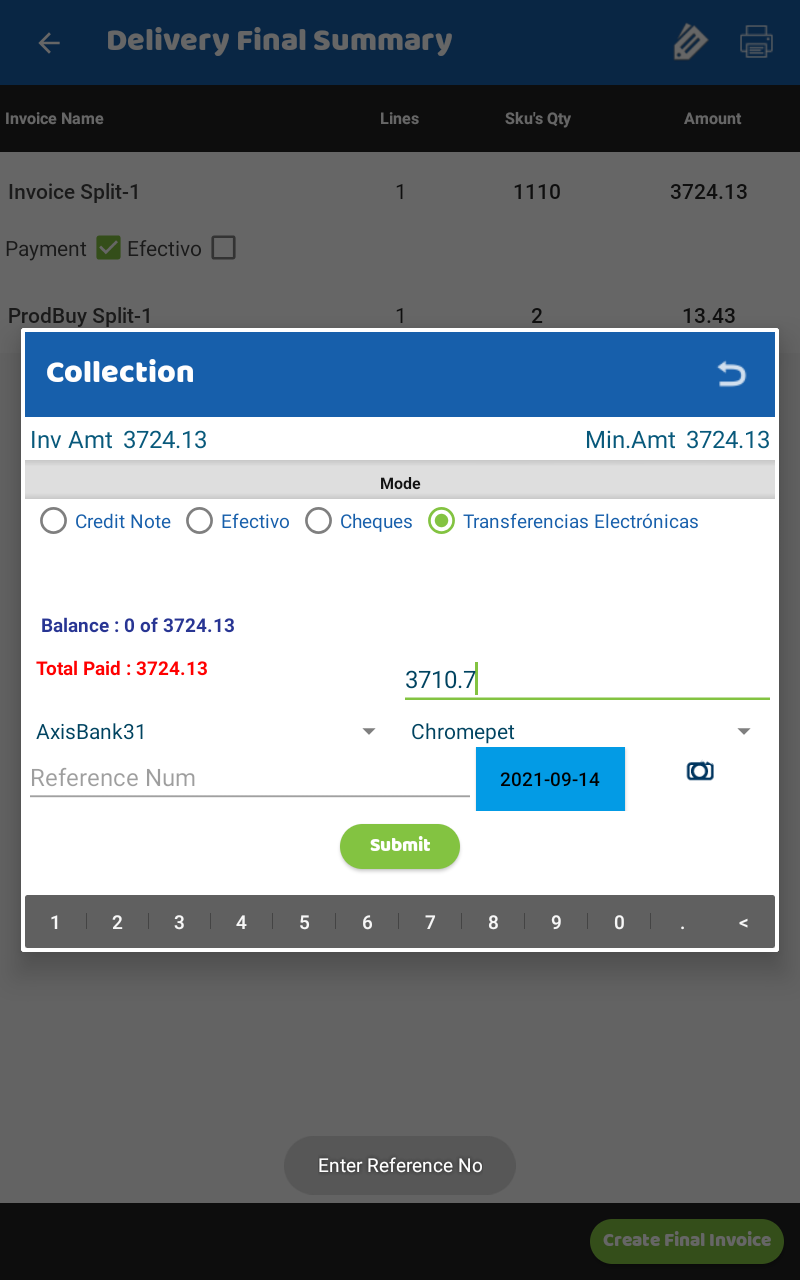 Delivery Final Summary
Invoice Name Lines Sku's Qty Amount
Invoice Split-1 1 1110 3724.13
Payment Efectivo
ProdBuy Split-1 1 2 13.43
Collection
Inv Amt 3724.13 Min.Amt 3724.13
Mode
Credit Note Efectivo Cheques Transferencias Electrónicas
Balance : 0 of 3724.13
Total Paid : 3724.13
3710.7
AxisBank31 Chromepet
Reference Num 2021-09-14
Submit
1 2 3 4 5 6 7 8 9 0 . <
Enter Reference No
Create Final Invoice